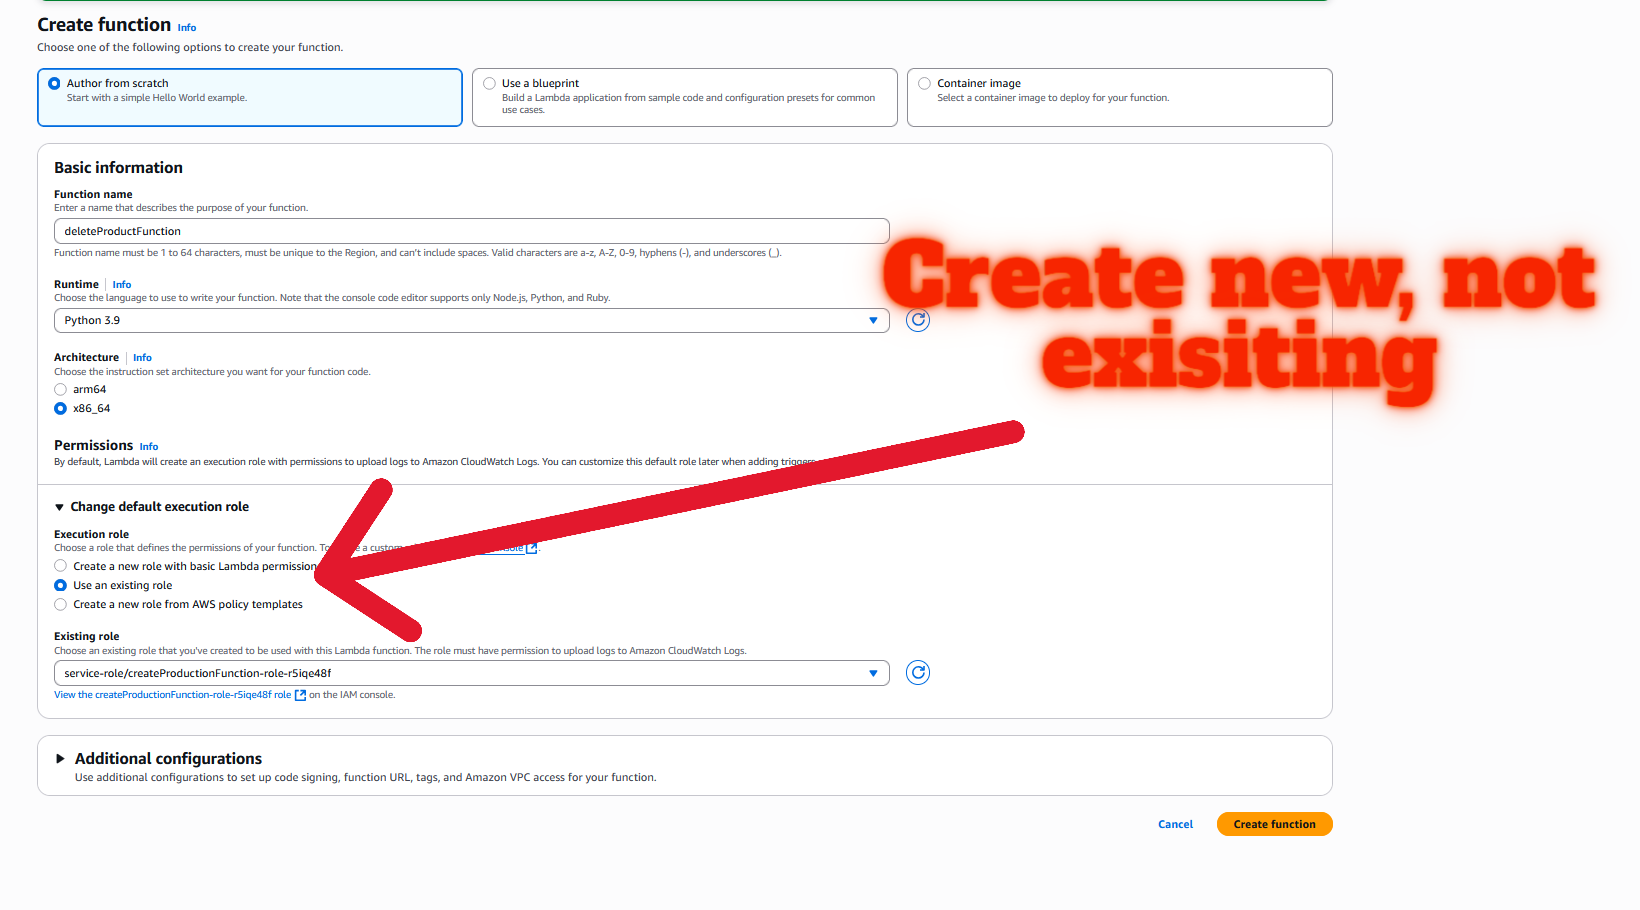 Create function Info
Choose one of the following options to create your function.
Author from scratch
Start with a simple Hello World example.
Use a blueprint
Build a Lambda application from sample code and configuration presets for common
use cases.
Container image
Select a container image to deploy for your function.
Basic information
Function name
Enter a name that describes the purpose of your function.
deleteProductFunction
Function name must be 1 to 64 characters, must be unique to the Region, and can't include spaces. Valid characters are a-z, A-Z, 0-9, hyphens (-), and underscores (_).
Create new, not
exisiting
Runtime Info
Choose the language to use to write your function. Note that the console code editor supports only Node.js, Python, and Ruby.
Python 3.9
Architecture Info
Choose the instruction set architecture you want for your function code.
arm64
x86_64
Permissions Info
By default, Lambda will create an execution role with permissions to upload logs to Amazon CloudWatch Logs. You can customize this default role later when adding triggers
Change default execution role
Execution role
Choose a role that defines the permissions of your function. To a custom
Create a new role with basic Lambda permission
Use an existing role
Create a new role from AWS policy templates
Existing role
Choose an existing role that you've created to be used with this Lambda function. The role must have permission to upload logs to Amazon CloudWatch Logs.
service-role/createProductionFunction-role-r5iqe48f
View the createProductionFunction-role-r5iqe48f role on the IAM console.
Additional configurations
Use additional configurations to set up code signing, function URL, tags, and Amazon VPC access for your function.
Cancel
Create function